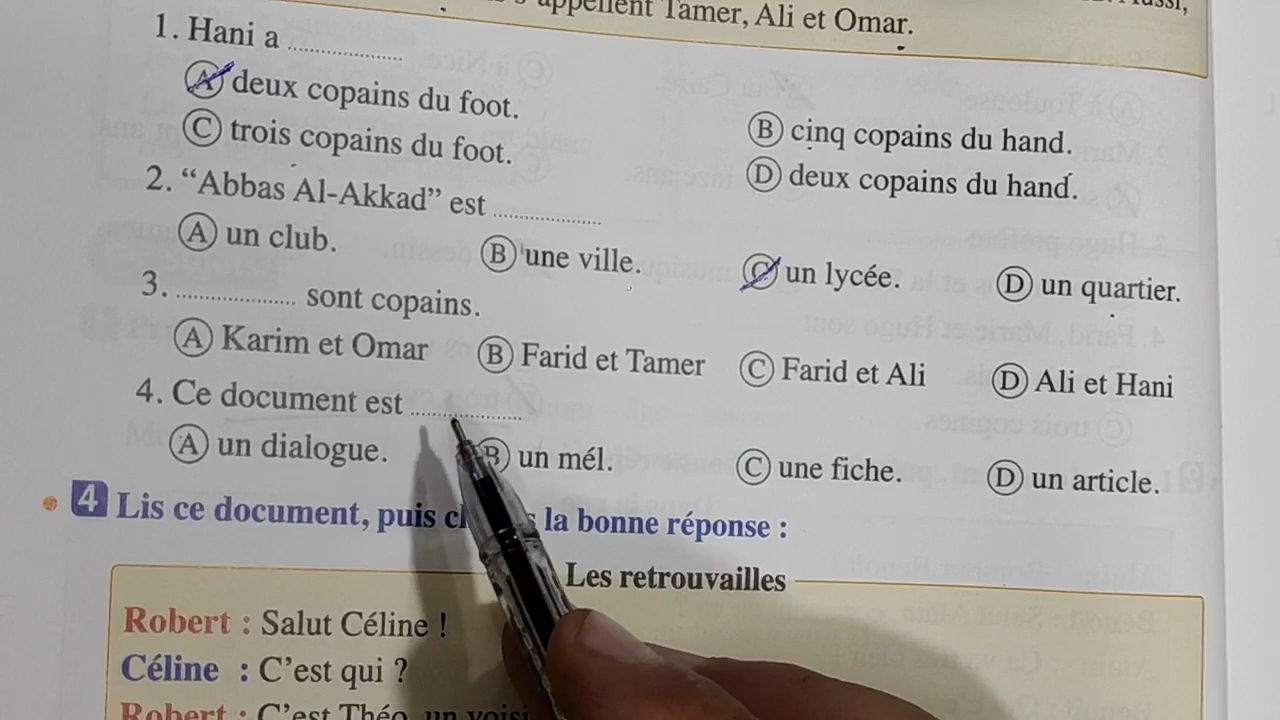 s'appellent Tamer, Ali et Omar.
1. Hani a ....................
A deux copains du foot.
B cinq copains du hand.
C trois copains du foot.
D deux copains du hand.
2. “Abbas Al-Akkad” est ....................
A un club.
B une ville.
C un lycée.
D un quartier.
3. .................... sont copains.
A Karim et Omar
B Farid et Tamer
C Farid et Ali
D Ali et Hani
4. Ce document est ....................
A un dialogue.
B un mél.
C une fiche.
D un article.
4 Lis ce document, puis la bonne réponse :
Les retrouvailles
Robert : Salut Céline !
Céline : C'est qui ?
Robert : C'est Théo, un